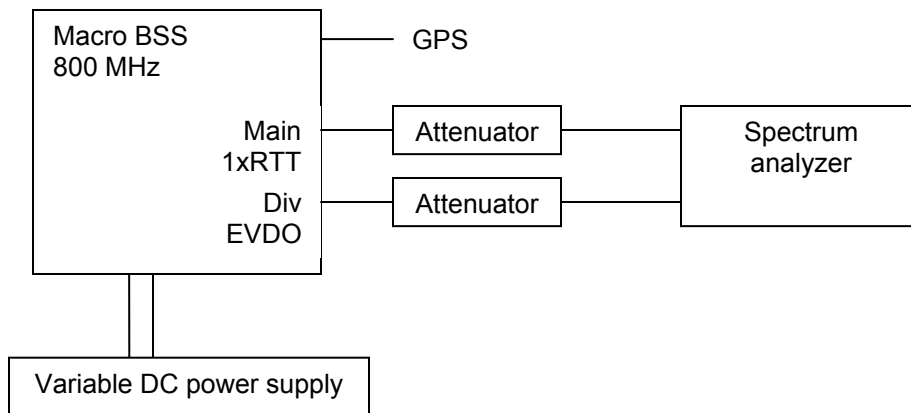 Macro BSS
800 MHz
GPS
Main
1xRTT
Attenuator
Spectrum
analyzer
Div
EVDO
Attenuator
Variable DC power supply